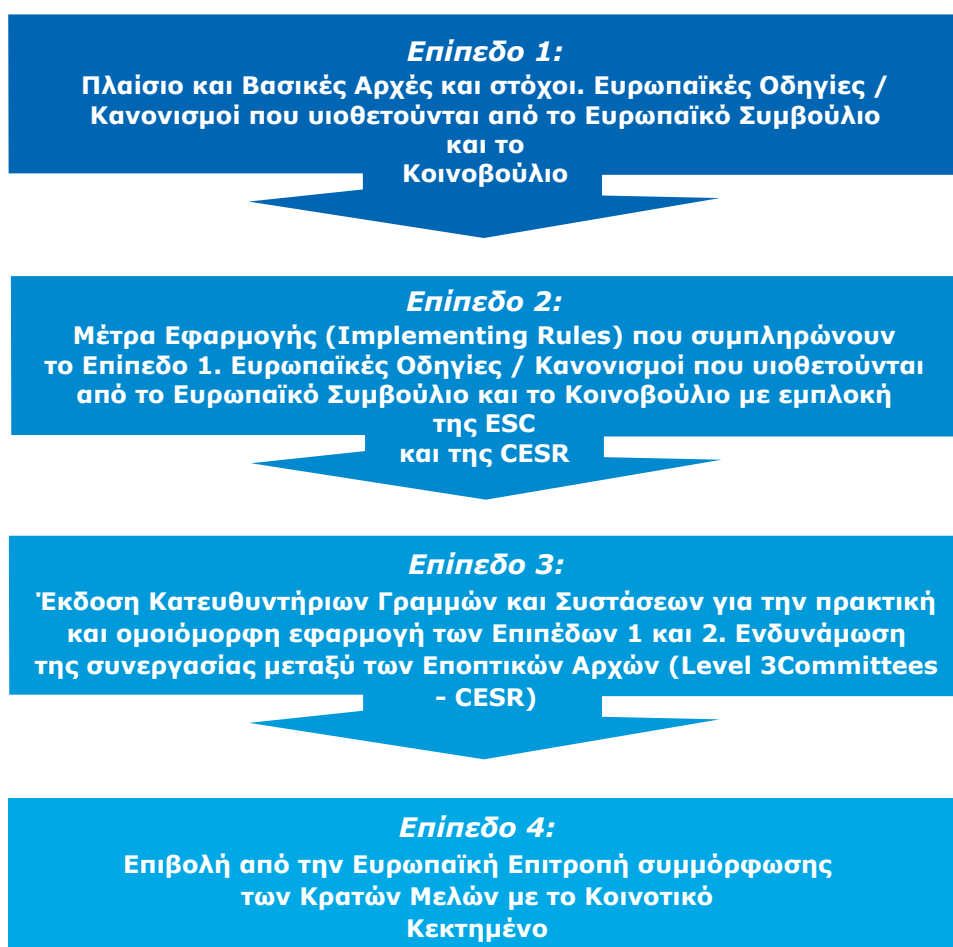 Επίπεδο 1:
Πλαίσιο και Βασικές Αρχές και στόχοι. Ευρωπαϊκές Οδηγίες /
Κανονισμοί που υιοθετούνται από το Ευρωπαϊκό Συμβούλιο
και το
Κοινοβούλιο
Επίπεδο 2:
Μέτρα Εφαρμογής (Implementing Rules) που συμπληρώνουν
το Επίπεδο 1. Ευρωπαϊκές Οδηγίες / Κανονισμοί που υιοθετούνται
από το Ευρωπαϊκό Συμβούλιο και το Κοινοβούλιο με εμπλοκή
της ESC
και της CESR
Επίπεδο 3:
Έκδοση Κατευθυντήριων Γραμμών και Συστάσεων για την πρακτική
και ομοιόμορφη εφαρμογή των Επιπέδων 1 και 2. Ενδυνάμωση
της συνεργασίας μεταξύ των Εποπτικών Αρχών (Level 3Committees
- CESR)
Επίπεδο 4:
Επιβολή από την Ευρωπαϊκή Επιτροπή συμμόρφωσης
των Κρατών Μελών με το Κοινοτικό
Κεκτημένο